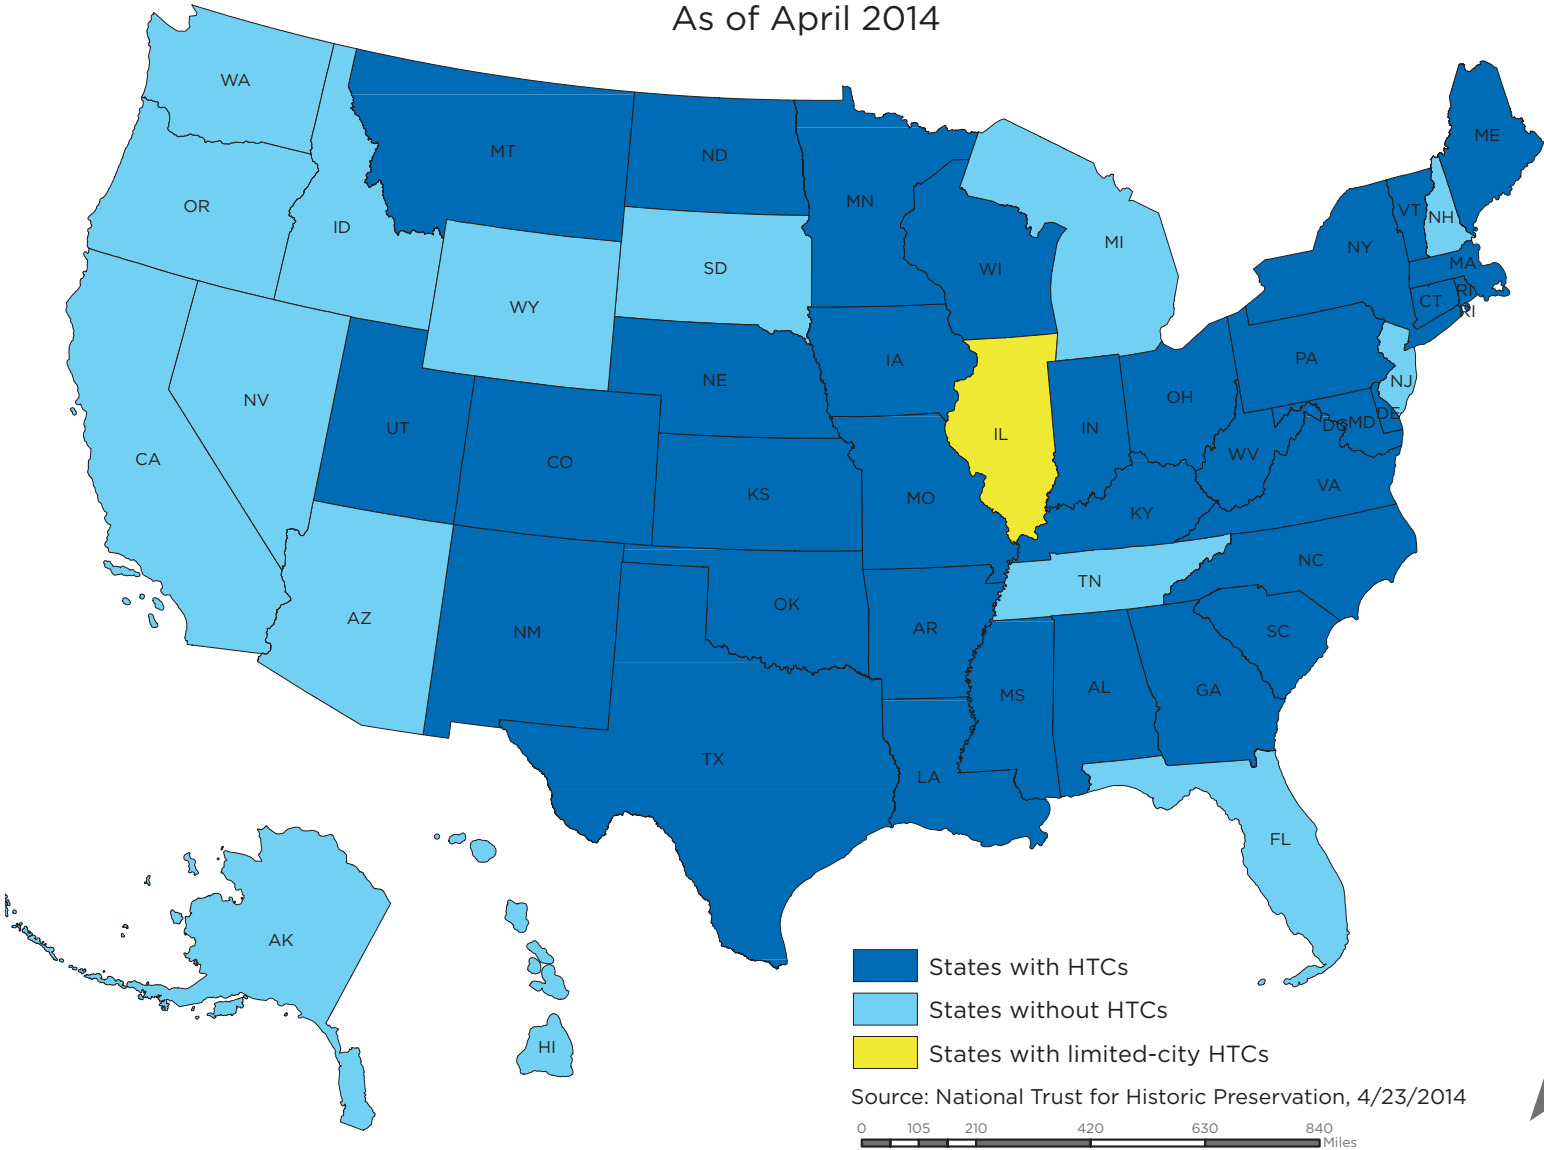 As of April 2014
WA
MT
ND
ME
OR
ID
MN
VT
NH
NY
MI
SD
WI
MA
WY
RI
CT
RI
IA
PA
NE
NJ
NV
OH
UT
IN
DE
DC
MD
IL
CA
CO
WV
KS
MO
VA
KY
NC
TN
OK
AZ
NM
AR
SC
MS
AL
GA
TX
LA
FL
AK
HI
States with HTCs
States without HTCs
States with limited-city HTCs
Source: National Trust for Historic Preservation, 4/23/2014
0 105 210 420 630 840
Miles